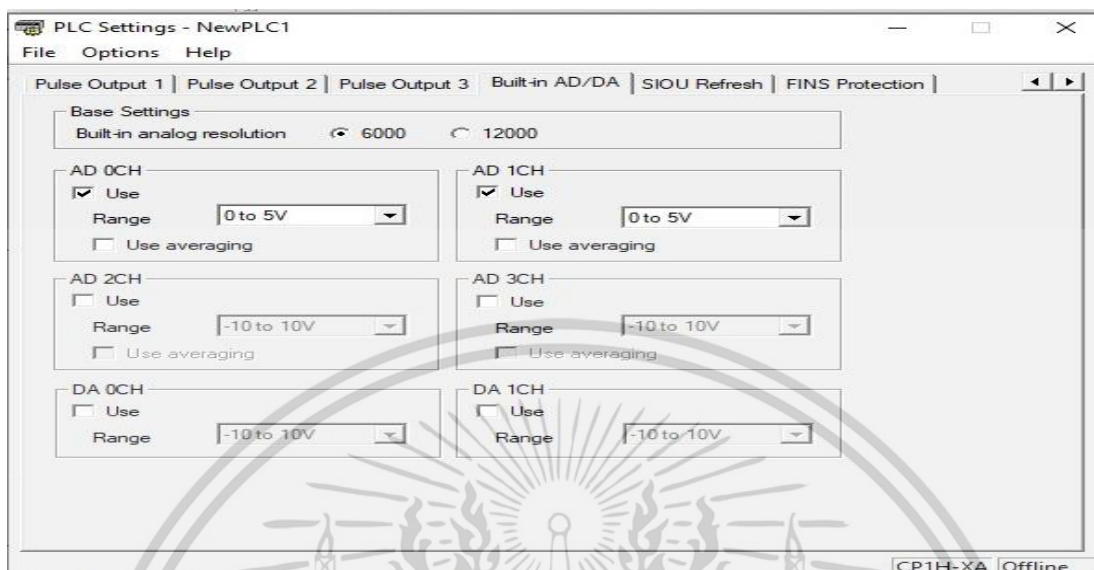 PLC Settings - NewPLC1
File Options Help
Pulse Output 1 Pulse Output 2 Pulse Output 3 Built-in AD/DA SIOU Refresh FINS Protection
Base Settings
Built-in analog resolution 6000 12000
AD 0CH
Use
Range 0 to 5V
Use averaging
AD 1CH
Use
Range 0 to 5V
Use averaging
AD 2CH
Use
Range -10 to 10V
Use averaging
AD 3CH
Use
Range -10 to 10V
Use averaging
DA 0CH
Use
Range -10 to 10V
DA 1CH
Use
Range -10 to 10V
CP1H-XA Offline